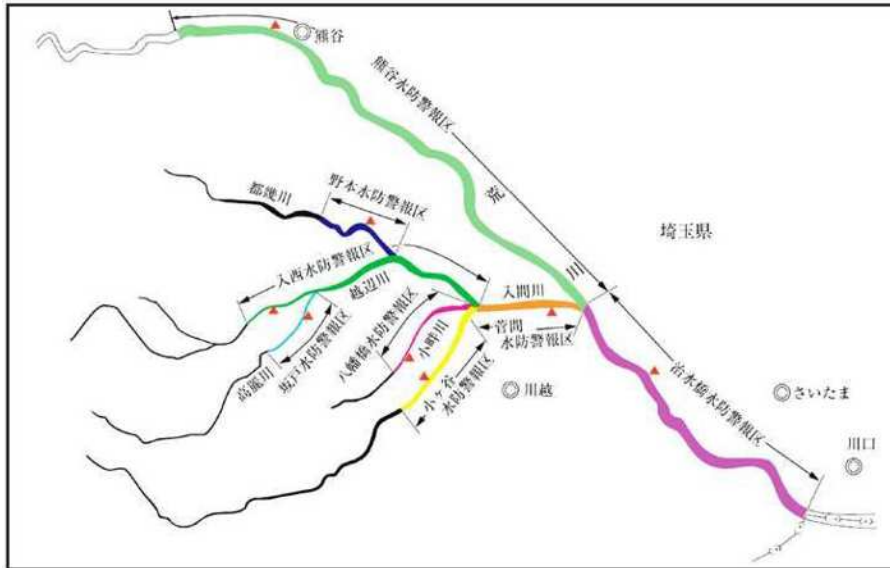 熊谷
熊谷水防警報区
荒
川
埼玉県
都幾川
野本水防警報区
入西水防警報区
越辺川
入間川
菅間
水防警報区
八幡橋水防警報区
小畔川
坂戸水防警報区
高麗川
小ヶ谷
水防警報区
川越
治水橋水防警報区
さいたま
川口